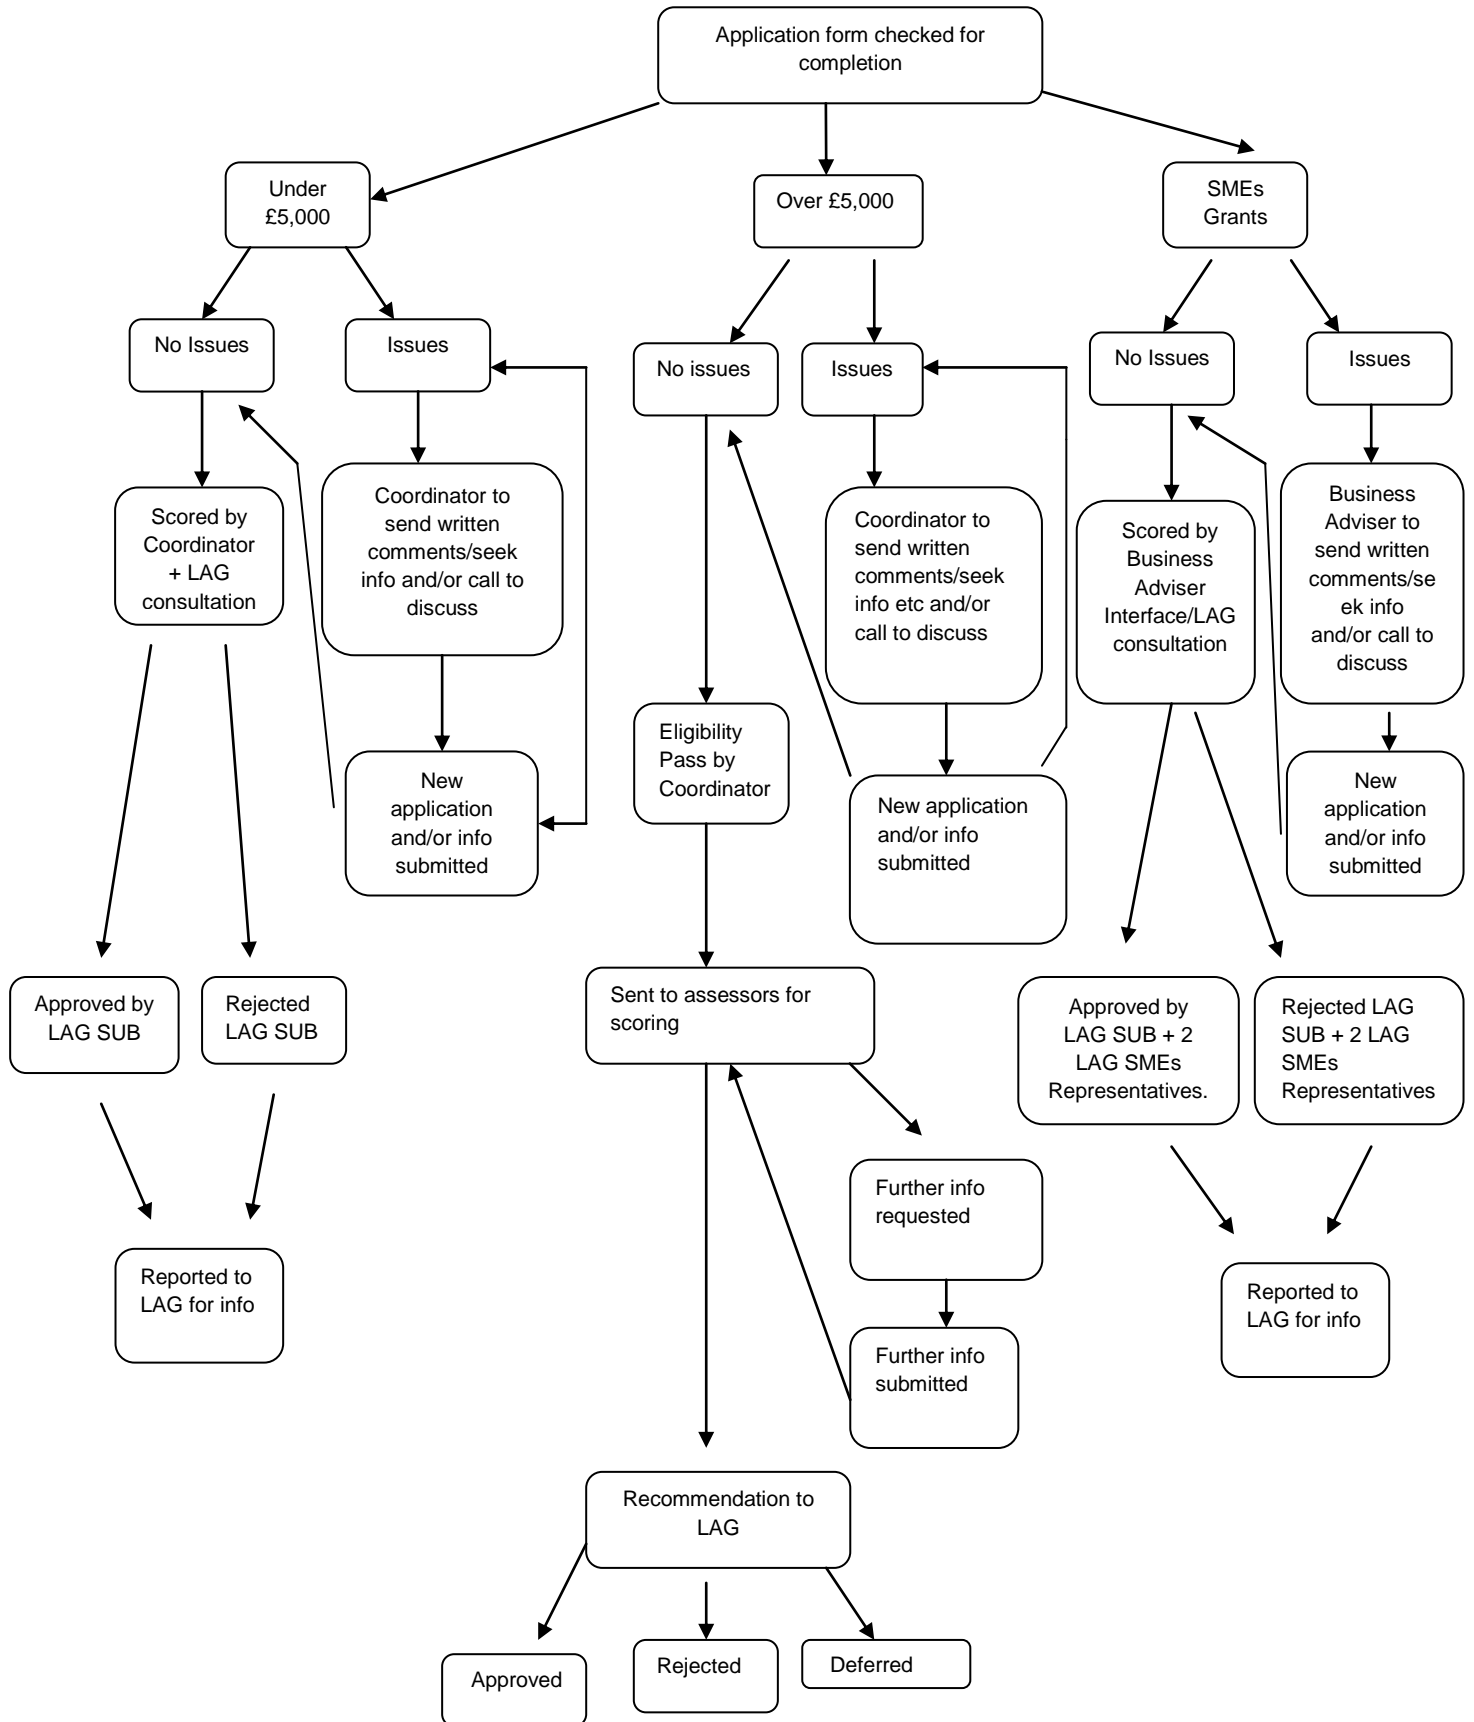 Application form checked for
completion
Under
£5,000
Over £5,000
SMEs
Grants
No Issues
Issues
No issues
Issues
No Issues
Issues
Scored by
Coordinator
+ LAG
consultation
Coordinator to
send written
comments/seek
info and/or call to
discuss
Coordinator to
send written
comments/seek
info etc and/or
call to discuss
Scored by
Business
Adviser
Interface/LAG
consultation
Business
Adviser to
send written
comments/se
ek info
and/or call to
discuss
New
application
and/or info
submitted
Eligibility
Pass by
Coordinator
New application
and/or info
submitted
New
application
and/or info
submitted
Approved by
LAG SUB
Rejected
LAG SUB
Sent to assessors for
scoring
Approved by
LAG SUB + 2
LAG SMEs
Representatives.
Rejected LAG
SUB + 2 LAG
SMEs
Representatives
Further info
requested
Reported to
LAG for info
Reported to
LAG for info
Further info
submitted
Recommendation to
LAG
Approved
Rejected
Deferred